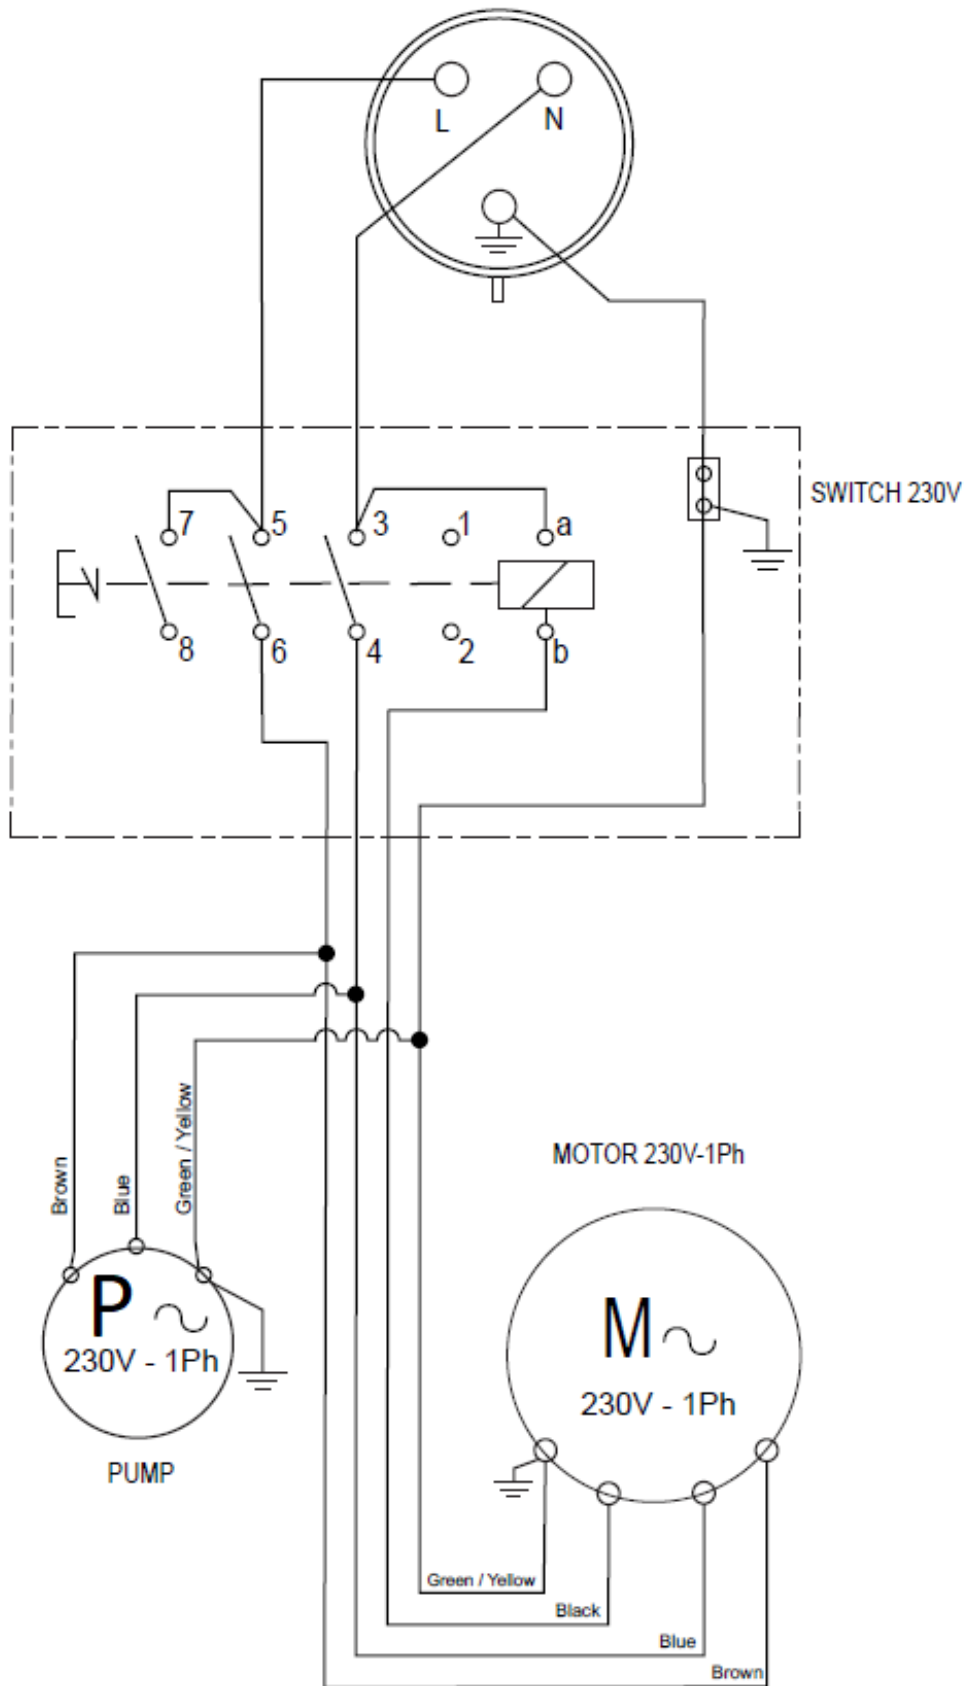 L
N
SWITCH 230V
7
5
3
1
a
8
6
4
2
b
Brown
Blue
Green / Yellow
MOTOR 230V-1Ph
P
230V - 1Ph
M
230V - 1Ph
PUMP
Green / Yellow
Black
Blue
Brown